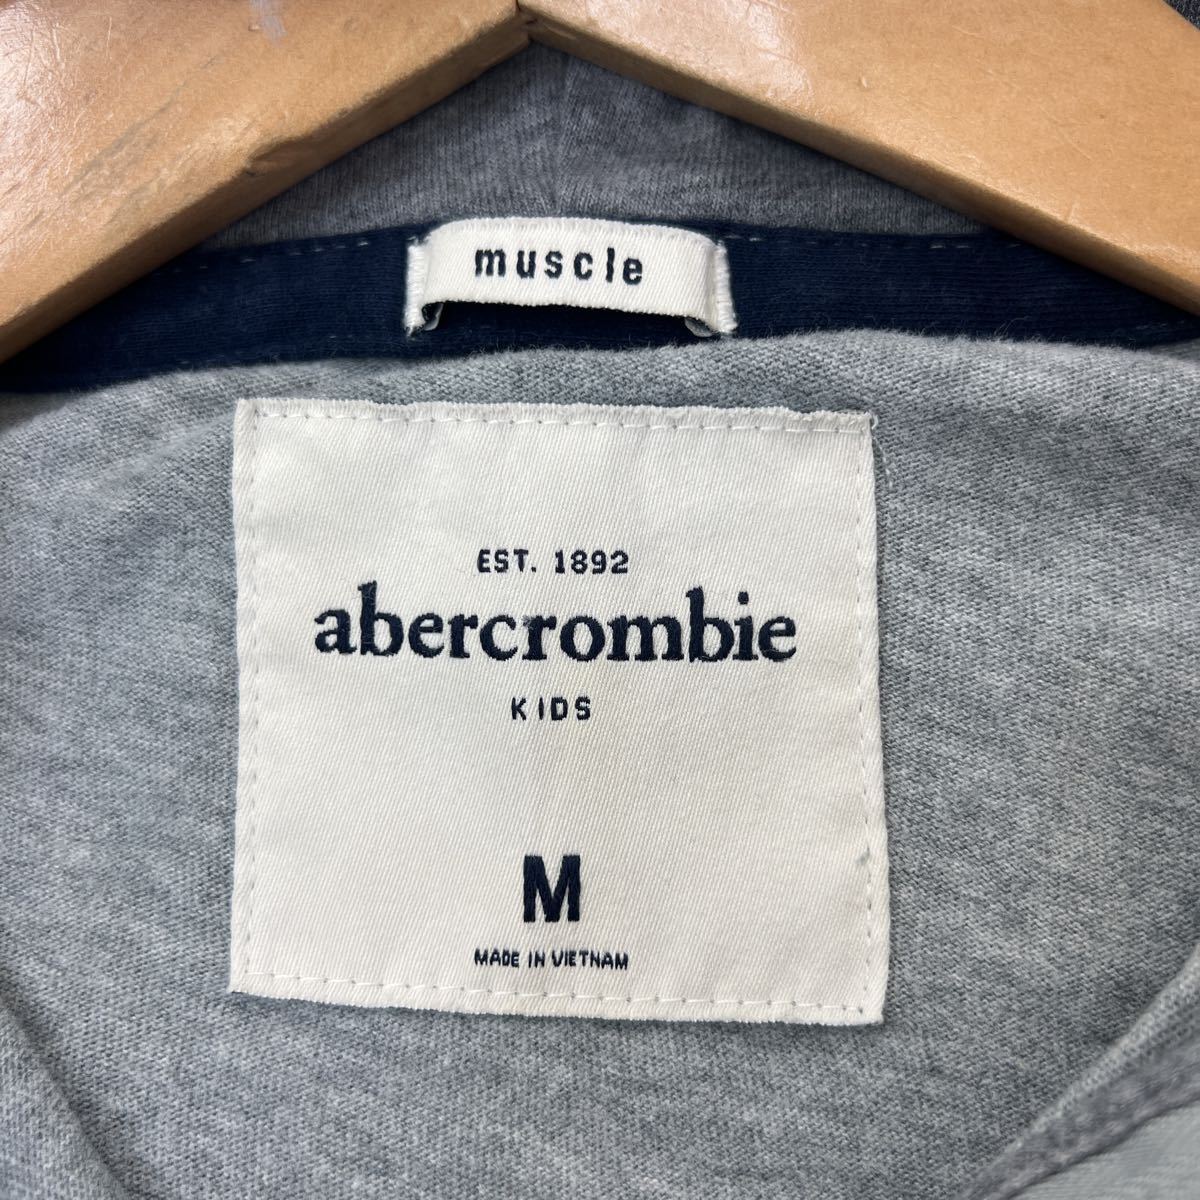 muscle
EST. 1892
abercrombie
KIDS
M
MADE IN VIETNAM